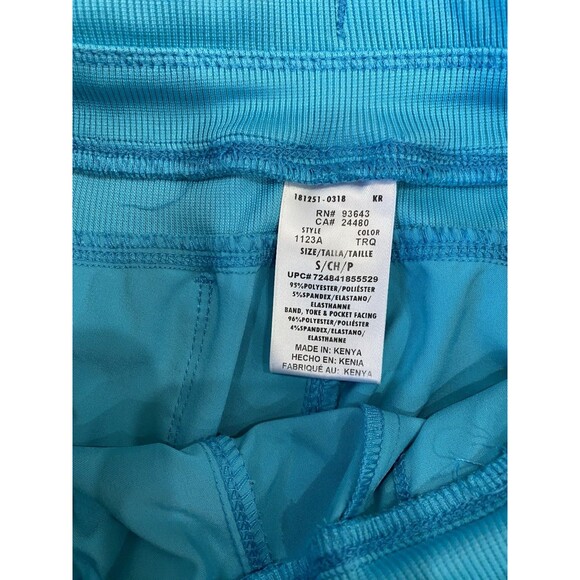 181251-0318 KR
RN# 93643
CA# 24480
STYLE COLOR
1123A TRQ
SIZE/TALLA/TAILLE
S/CH/P
UPC# 724841855529
95%POLYESTER/POLIÉSTER
5%SPANDEX/ELASTANO/
ELASTHANNE
BAND, YOKE & POCKET FACING
96%POLYESTER/POLIÉSTER
4%SPANDEX/ELASTANO/
ELASTHANNE
MADE IN: KENYA
HECHO EN: KENIA
FABRIQUÉ AU: KENYA